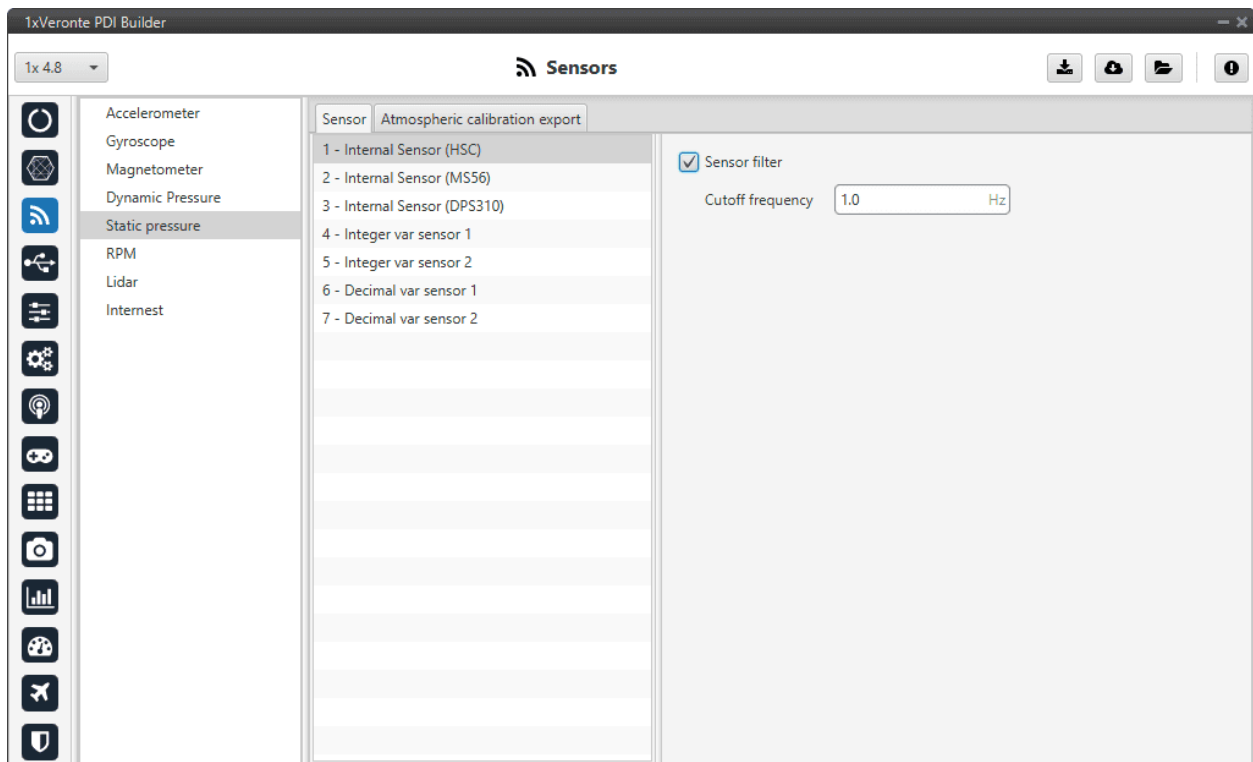 1xVeronte PDI Builder
1x 4.8
Sensors
Accelerometer
Gyroscope
Magnetometer
Dynamic Pressure
Static pressure
RPM
Lidar
Internest
Sensor
Atmospheric calibration export
1 - Internal Sensor (HSC)
2 - Internal Sensor (MS56)
3 - Internal Sensor (DPS310)
4 - Integer var sensor 1
5 - Integer var sensor 2
6 - Decimal var sensor 1
7 - Decimal var sensor 2
Sensor filter
Cutoff frequency 1.0 Hz